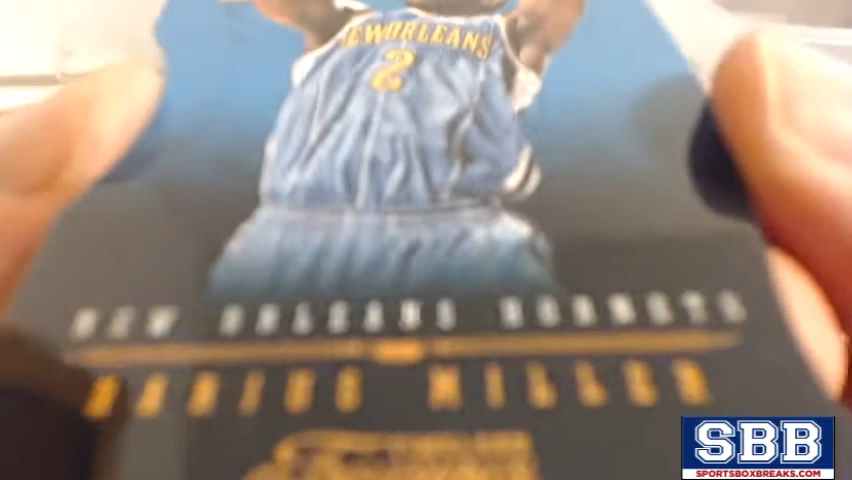 NEW ORLEANS
2
NEW ORLEANS HORNETS
DARIUS MILLER
SBB
SPORTSBOXBREAKS.COM